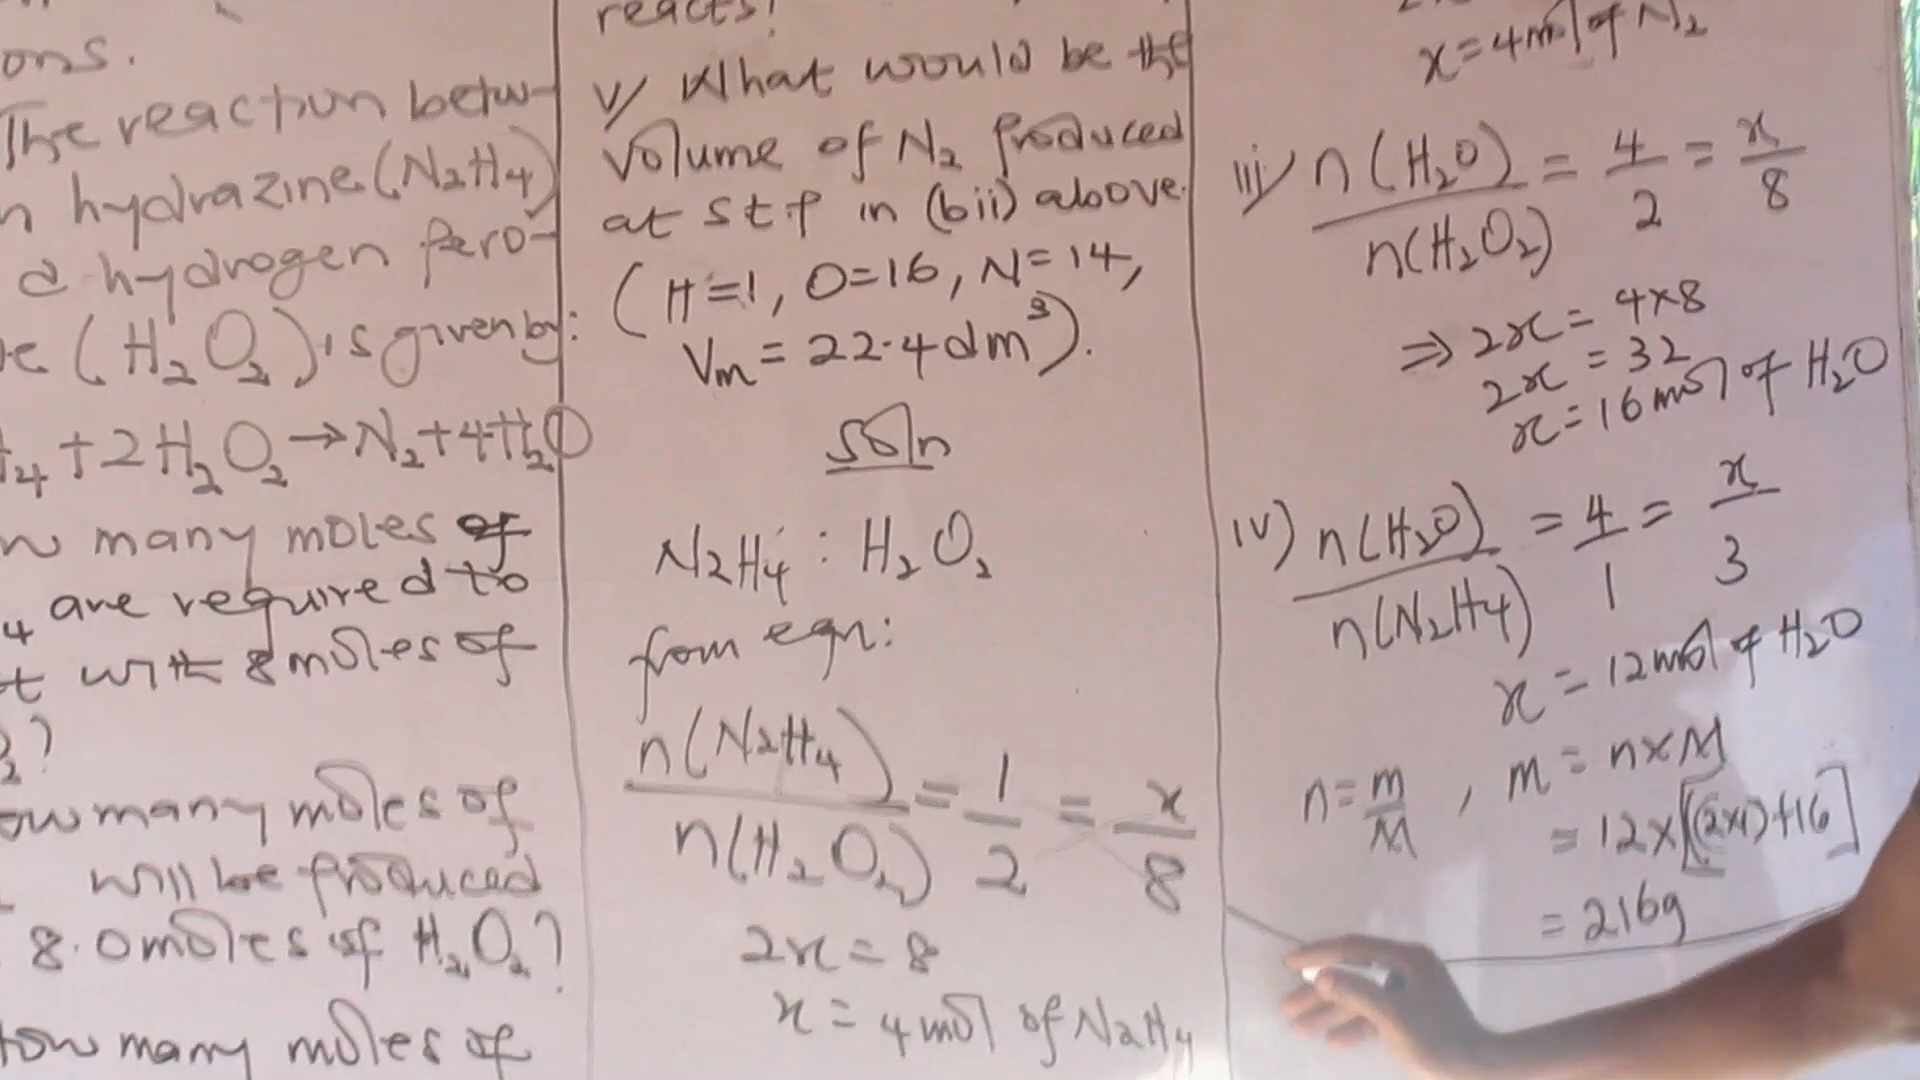 ons.
The reaction betw-
n hydrazine (N₂H₄)
d hydrogen pero-
de (H₂O₂) is given by:
H₄ + 2H₂O₂ → N₂ + 4H₂O
w many moles of
4 are required to
t with 8 moles of
2?
ow many moles of
will be produced
8.0 moles of H₂O₂?
How many moles of
reacts?
v/ What would be the
volume of N₂ produced
at s.t.p in (bii) above.
(H=1, O=16, N=14,
Vm = 22.4dm³).
Soln
N₂H₄ : H₂O₂
from eqn:
n(N₂H₄)/n(H₂O₂) = 1/2 = x/8
2x = 8
x = 4 mol of N₂H₄
x = 4 mol of N₂
iii/ n(H₂O)/n(H₂O₂) = 4/2 = x/8
⇒ 2x = 4×8
2x = 32
x = 16 mol of H₂O
iv) n(H₂O)/n(N₂H₄) = 4/1 = x/3
x = 12 mol of H₂O
n = m/M , m = n×M
= 12×[(2×1)+16]
= 216g